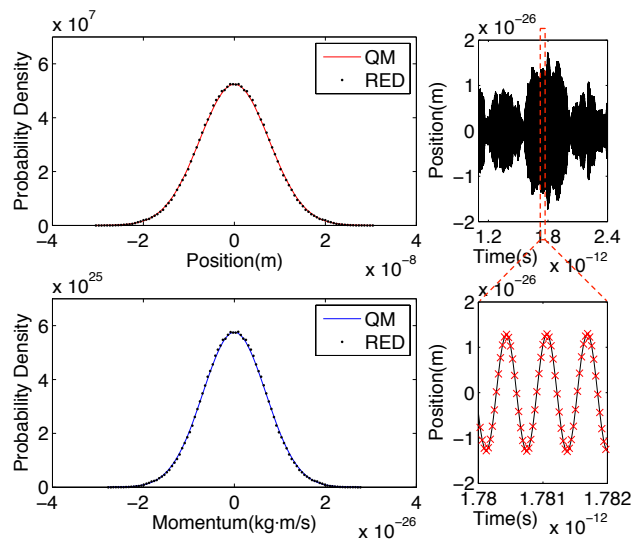 x 10^7
6
4
2
0
Probability Density
QM
RED
−4
−2
0
2
4
Position(m)
x 10^-8
x 10^25
6
4
2
0
Probability Density
QM
RED
−4
−2
0
2
4
Momentum(kg·m/s)
x 10^-26
x 10^-26
2
1
0
−1
−2
Position(m)
1.2
1.8
2.4
Time(s)
x 10^-12
x 10^-26
2
1
0
−1
−2
Position(m)
1.78
1.781
1.782
Time(s)
x 10^-12